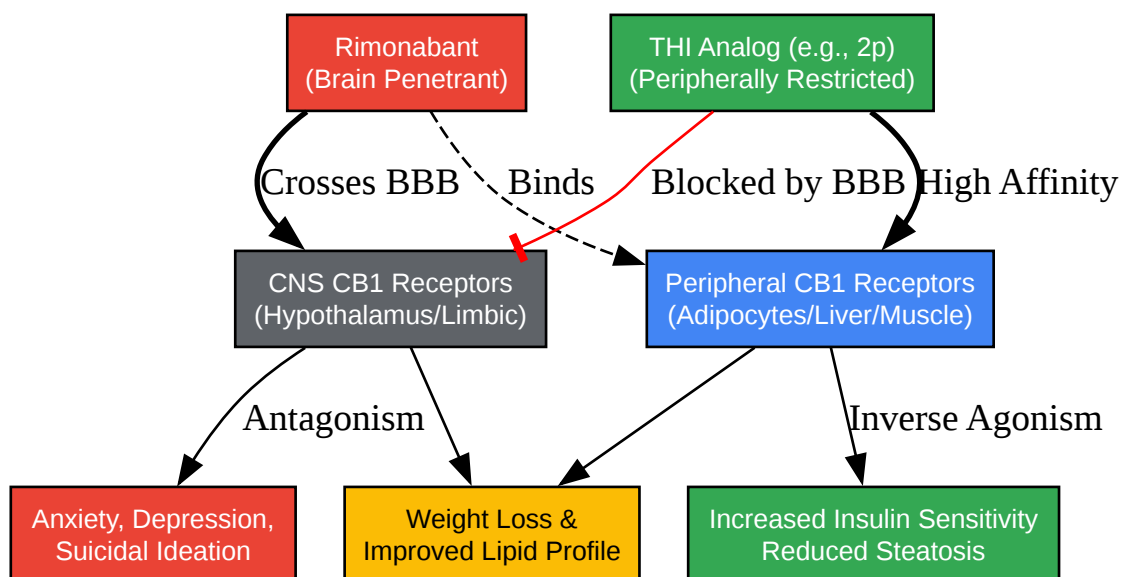 Rimonabant
(Brain Penetrant)
THI Analog (e.g., 2p)
(Peripherally Restricted)
Crosses BBB
Binds
Blocked by BBB
High Affinity
CNS CB1 Receptors
(Hypothalamus/Limbic)
Peripheral CB1 Receptors
(Adipocytes/Liver/Muscle)
Antagonism
Inverse Agonism
Anxiety, Depression,
Suicidal Ideation
Weight Loss &
Improved Lipid Profile
Increased Insulin Sensitivity
Reduced Steatosis